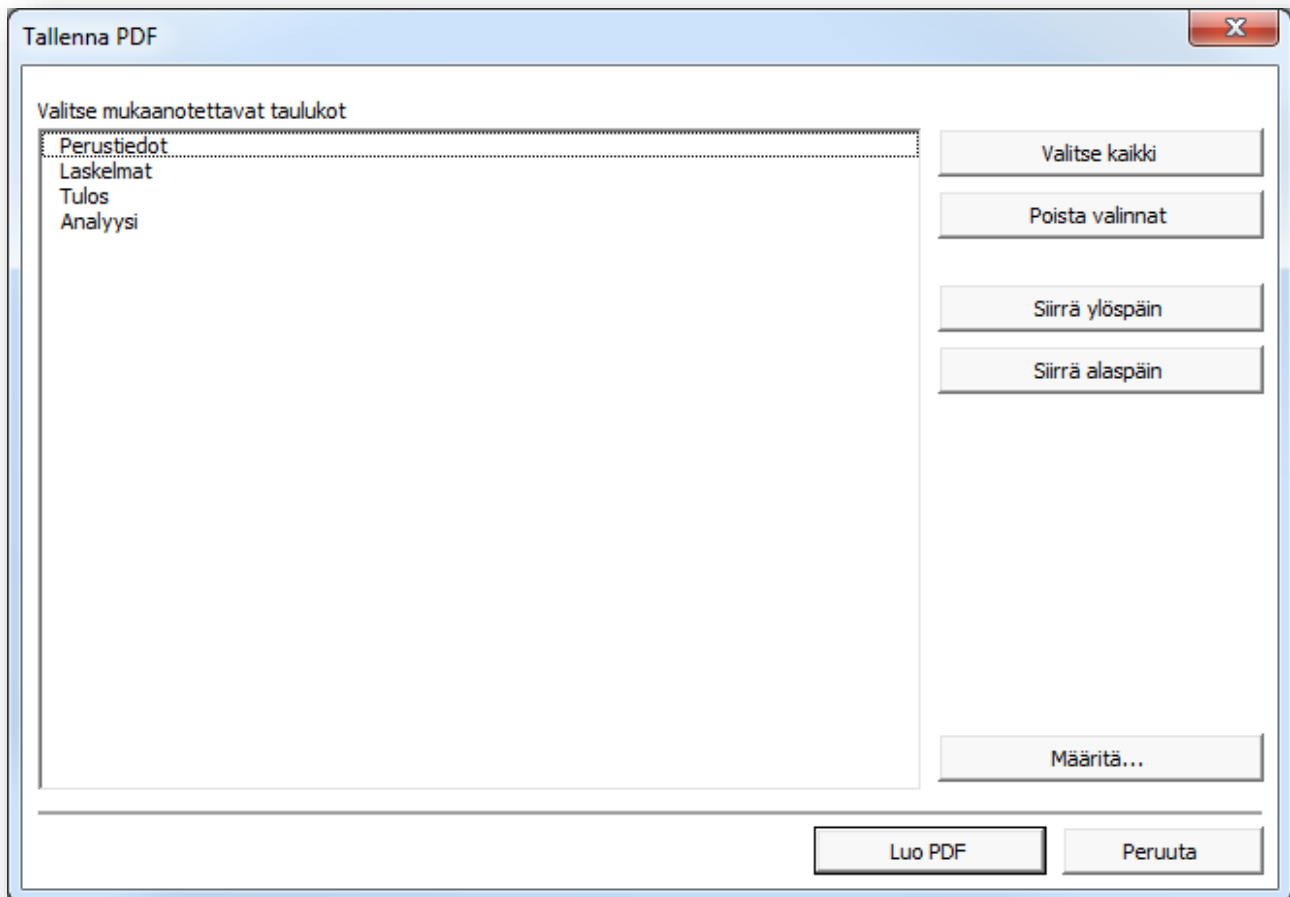 Tallenna PDF
Valitse mukaanotettavat taulukot
Perustiedot
Laskelmat
Tulos
Analyysi
Valitse kaikki
Poista valinnat
Siirrä ylöspäin
Siirrä alaspäin
Määritä...
Luo PDF
Peruuta